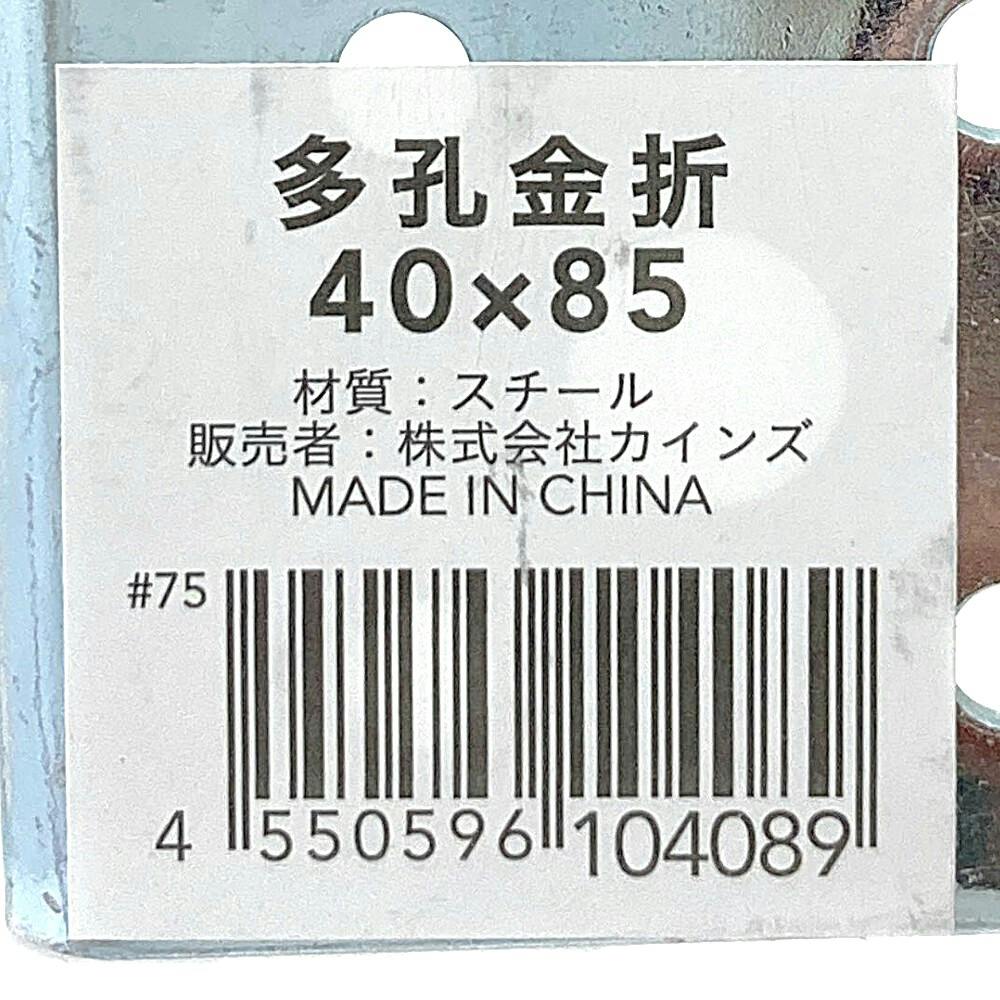 多孔金折
40×85
材質：スチール
販売者：株式会社カインズ
MADE IN CHINA
#75
4 550596 104089